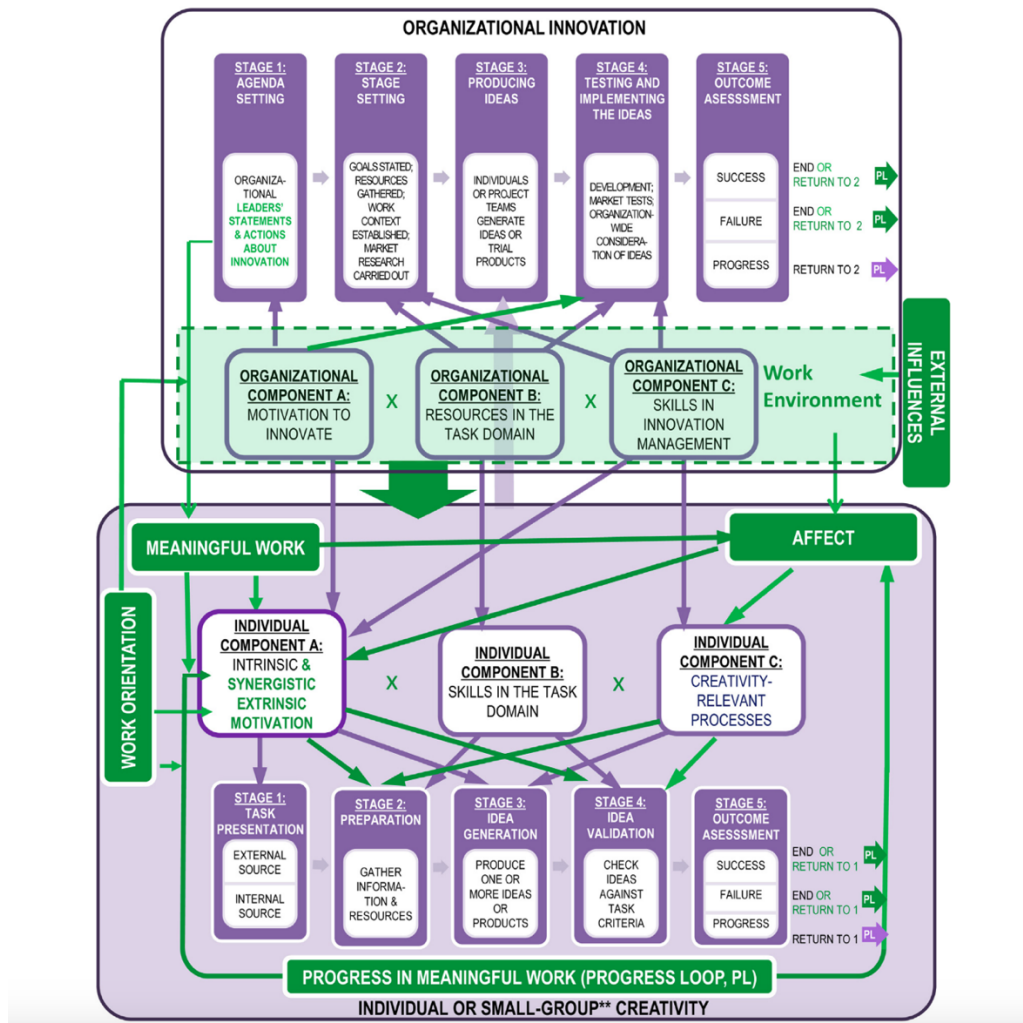 ORGANIZATIONAL INNOVATION
STAGE 1:
AGENDA
SETTING
ORGANIZA-
TIONAL
LEADERS'
STATEMENTS
& ACTIONS
ABOUT
INNOVATION
STAGE 2:
STAGE
SETTING
GOALS STATED;
RESOURCES
GATHERED;
WORK
CONTEXT
ESTABLISHED;
MARKET
RESEARCH
CARRIED OUT
STAGE 3:
PRODUCING
IDEAS
INDIVIDUALS
OR PROJECT
TEAMS
GENERATE
IDEAS OR
TRIAL
PRODUCTS
STAGE 4:
TESTING AND
IMPLEMENTING
THE IDEAS
DEVELOPMENT;
MARKET TESTS;
ORGANIZATION-
WIDE
CONSIDERA-
TION OF IDEAS
STAGE 5:
OUTCOME
ASESSSMENT
SUCCESS
FAILURE
PROGRESS
END OR
RETURN TO 2
PL
END OR
RETURN TO 2
PL
RETURN TO 2
PL
ORGANIZATIONAL
COMPONENT A:
MOTIVATION TO
INNOVATE
X
ORGANIZATIONAL
COMPONENT B:
RESOURCES IN THE
TASK DOMAIN
X
ORGANIZATIONAL
COMPONENT C:
SKILLS IN
INNOVATION
MANAGEMENT
Work
Environment
EXTERNAL
INFLUENCES
MEANINGFUL WORK
AFFECT
WORK ORIENTATION
INDIVIDUAL
COMPONENT A:
INTRINSIC &
SYNERGISTIC
EXTRINSIC
MOTIVATION
X
INDIVIDUAL
COMPONENT B:
SKILLS IN THE TASK
DOMAIN
X
INDIVIDUAL
COMPONENT C:
CREATIVITY-
RELEVANT
PROCESSES
STAGE 1:
TASK
PRESENTATION
EXTERNAL
SOURCE
INTERNAL
SOURCE
STAGE 2:
PREPARATION
GATHER
INFORMA-
TION &
RESOURCES
STAGE 3:
IDEA
GENERATION
PRODUCE
ONE OR
MORE IDEAS
OR
PRODUCTS
STAGE 4:
IDEA
VALIDATION
CHECK
IDEAS
AGAINST
TASK
CRITERIA
STAGE 5:
OUTCOME
ASESSSMENT
SUCCESS
FAILURE
PROGRESS
END OR
RETURN TO 1
PL
END OR
RETURN TO 1
PL
RETURN TO 1
PL
PROGRESS IN MEANINGFUL WORK (PROGRESS LOOP, PL)
INDIVIDUAL OR SMALL-GROUP** CREATIVITY